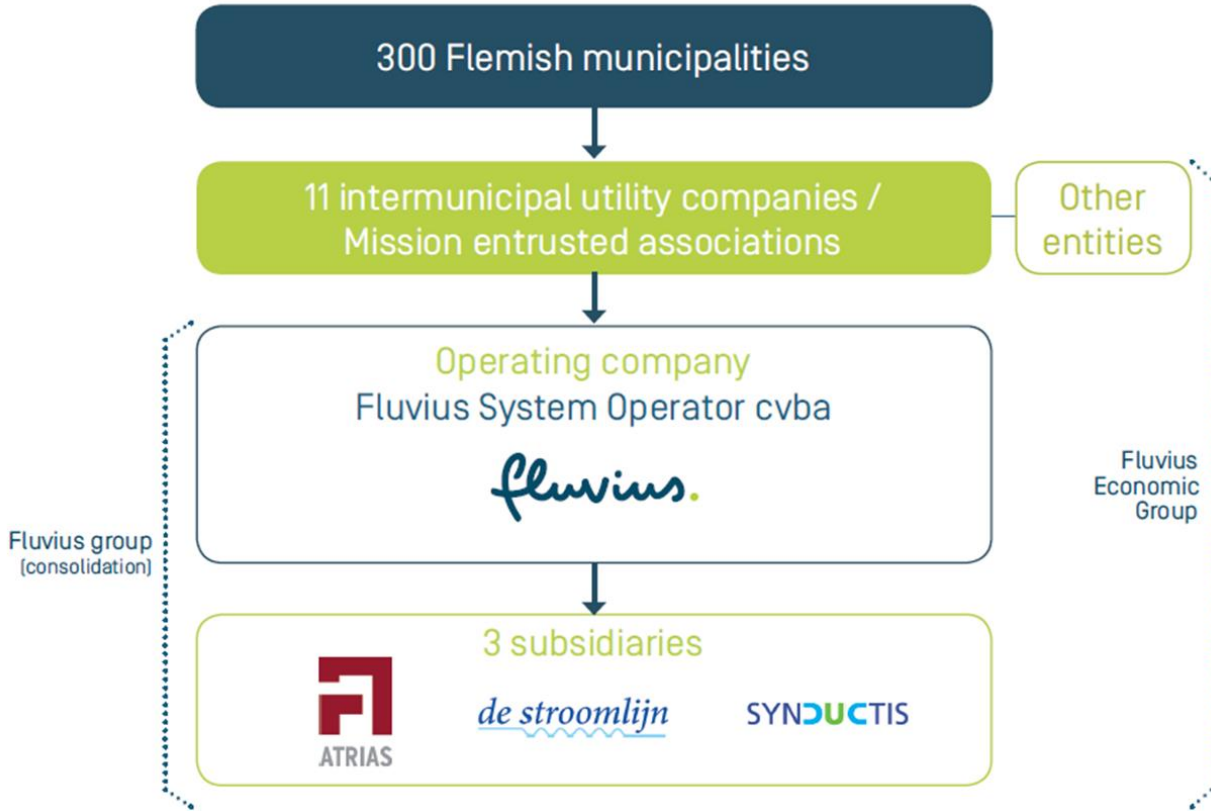 300 Flemish municipalities
11 intermunicipal utility companies /
Mission entrusted associations
Other
entities
Operating company
Fluvius System Operator cvba
fluvius.
Fluvius
Economic
Group
Fluvius group
(consolidation)
3 subsidiaries
ATRIAS
de stroomlijn
SYNDUCTIS